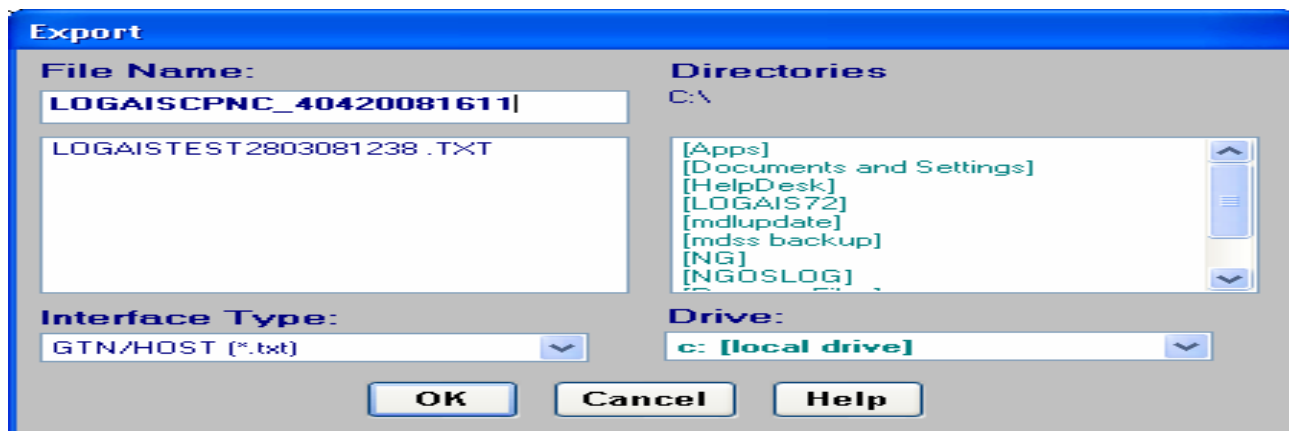 Export
File Name:
LOGAISCPNC_40420081611
LOGAISTEST2803081238 .TXT
Interface Type:
GTN/HOST (*.txt)
Directories
C:\
[Apps]
[Documents and Settings]
[HelpDesk]
[LOGAIS72]
[mdlupdate]
[mdss backup]
[NG]
[NGOSLOG]
Drive:
c: [local drive]
OK
Cancel
Help